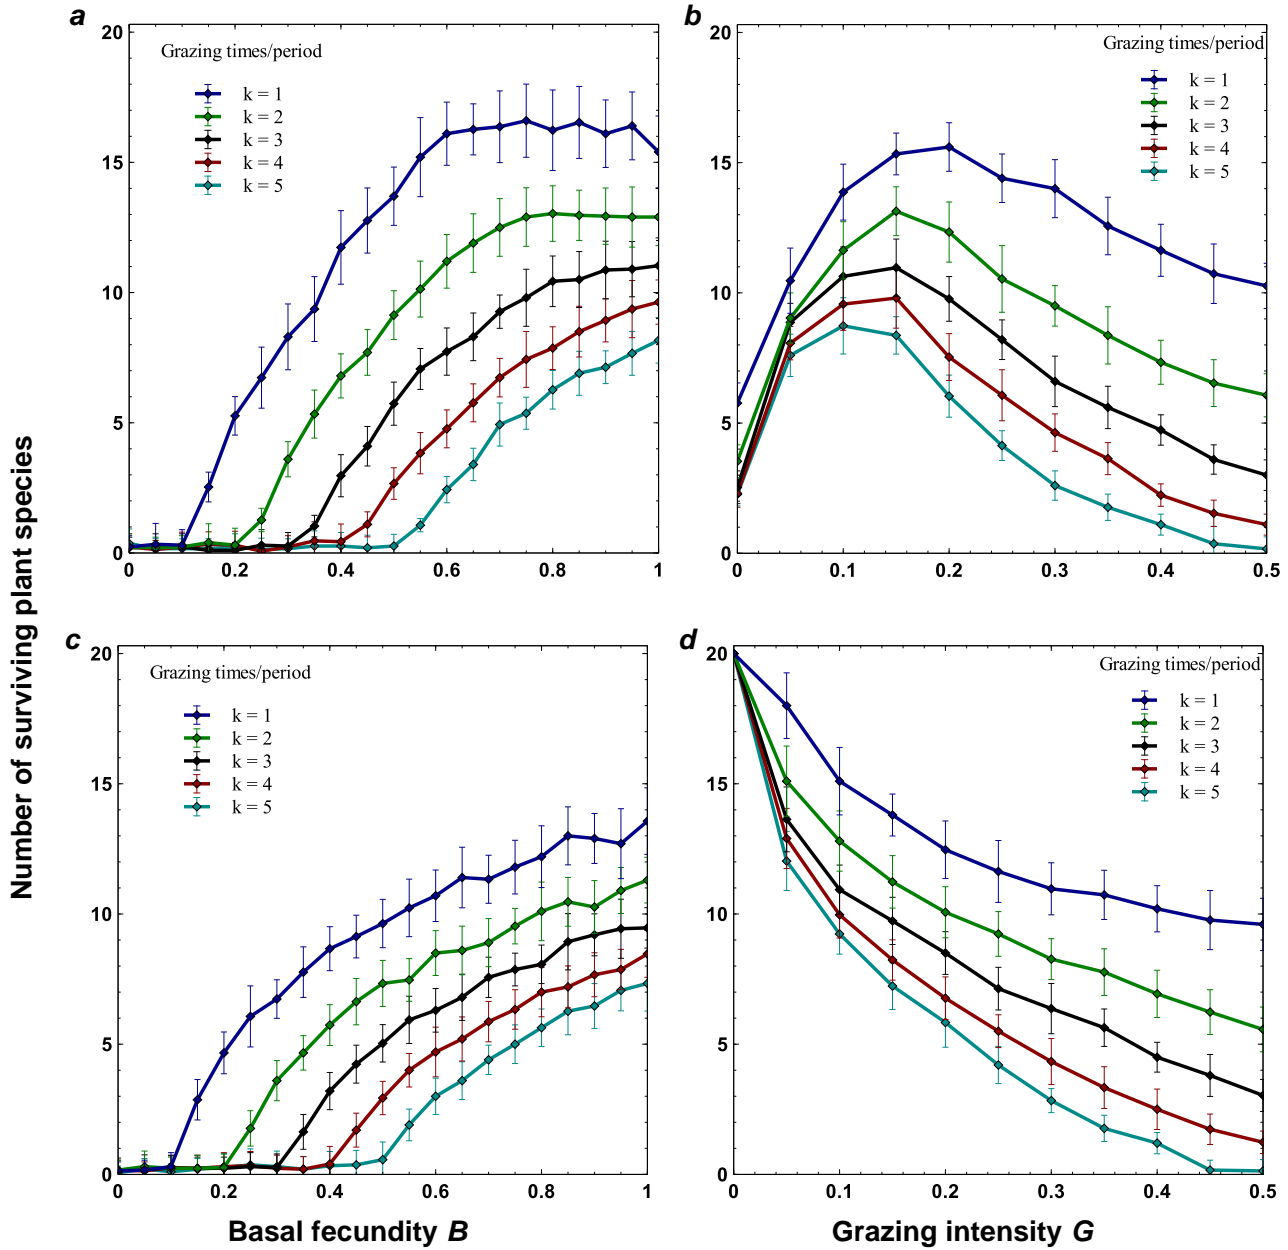 a
20
15
10
5
0
Grazing times/period
k = 1
k = 2
k = 3
k = 4
k = 5
0 0.2 0.4 0.6 0.8 1
b
20
15
10
5
0
Grazing times/period
k = 1
k = 2
k = 3
k = 4
k = 5
0 0.1 0.2 0.3 0.4 0.5
Number of surviving plant species
c
20
15
10
5
0
Grazing times/period
k = 1
k = 2
k = 3
k = 4
k = 5
0 0.2 0.4 0.6 0.8 1
Basal fecundity B
d
20
15
10
5
0
Grazing times/period
k = 1
k = 2
k = 3
k = 4
k = 5
0 0.1 0.2 0.3 0.4 0.5
Grazing intensity G